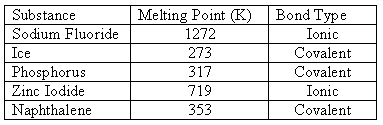 Substance Melting Point (K) Bond Type
Sodium Fluoride 1272 Ionic
Ice 273 Covalent
Phosphorus 317 Covalent
Zinc Iodide 719 Ionic
Naphthalene 353 Covalent